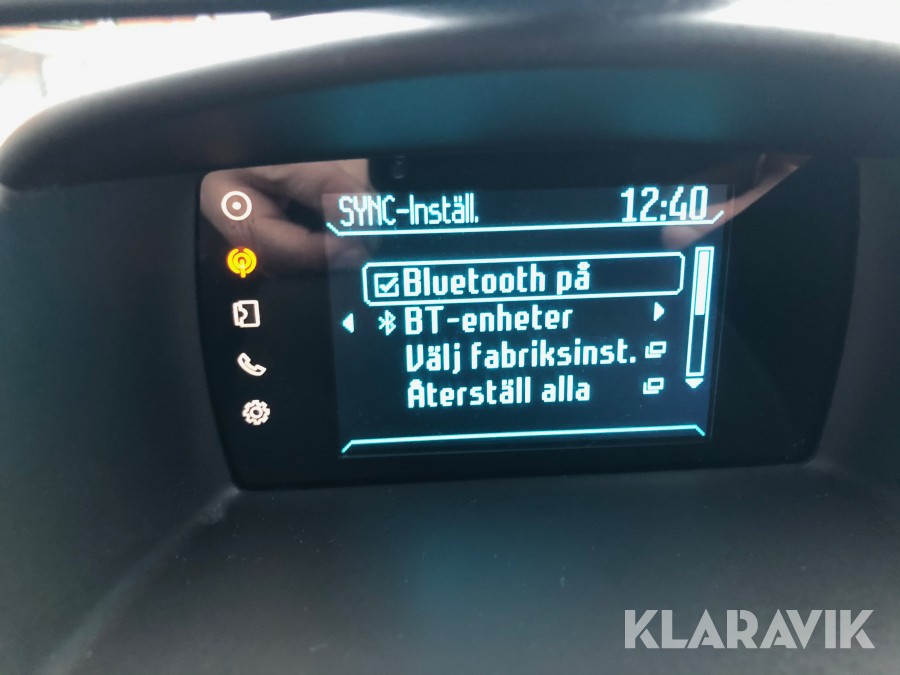 SYNC-Inställ. 12:40
Bluetooth på
BT-enheter
Välj fabriksinst.
Återställ alla
KLARAVIK